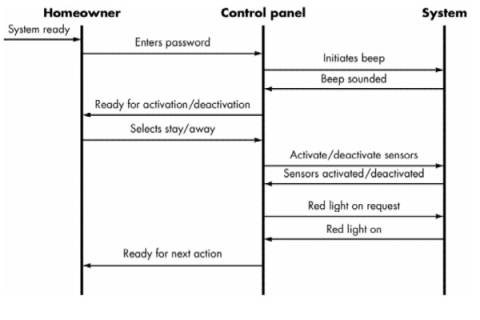 Homeowner Control panel System
System ready
Enters password
Initiates beep
Beep sounded
Ready for activation/deactivation
Selects stay/away
Activate/deactivate sensors
Sensors activated/deactivated
Red light on request
Red light on
Ready for next action